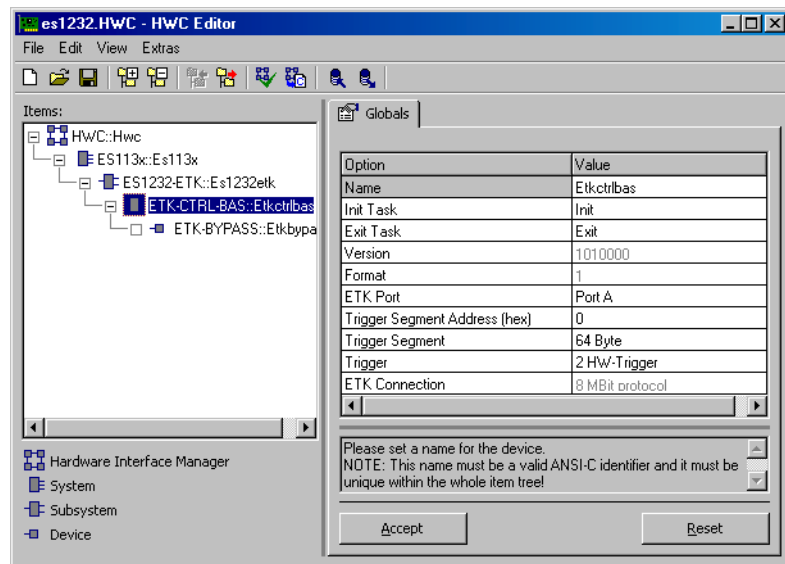 es1232.HWC - HWC Editor
File Edit View Extras
Items:
HWC::Hwc
ES113x::Es113x
ES1232-ETK::Es1232etk
ETK-CTRL-BAS::Etkctrlbas
ETK-BYPASS::Etkbypa
Hardware Interface Manager
System
Subsystem
Device
Globals
Option Value
Name Etkctrlbas
Init Task Init
Exit Task Exit
Version 1010000
Format 1
ETK Port Port A
Trigger Segment Address (hex) 0
Trigger Segment 64 Byte
Trigger 2 HW-Trigger
ETK Connection 8 MBit protocol
Please set a name for the device.
NOTE: This name must be a valid ANSI-C identifier and it must be
unique within the whole item tree!
Accept Reset